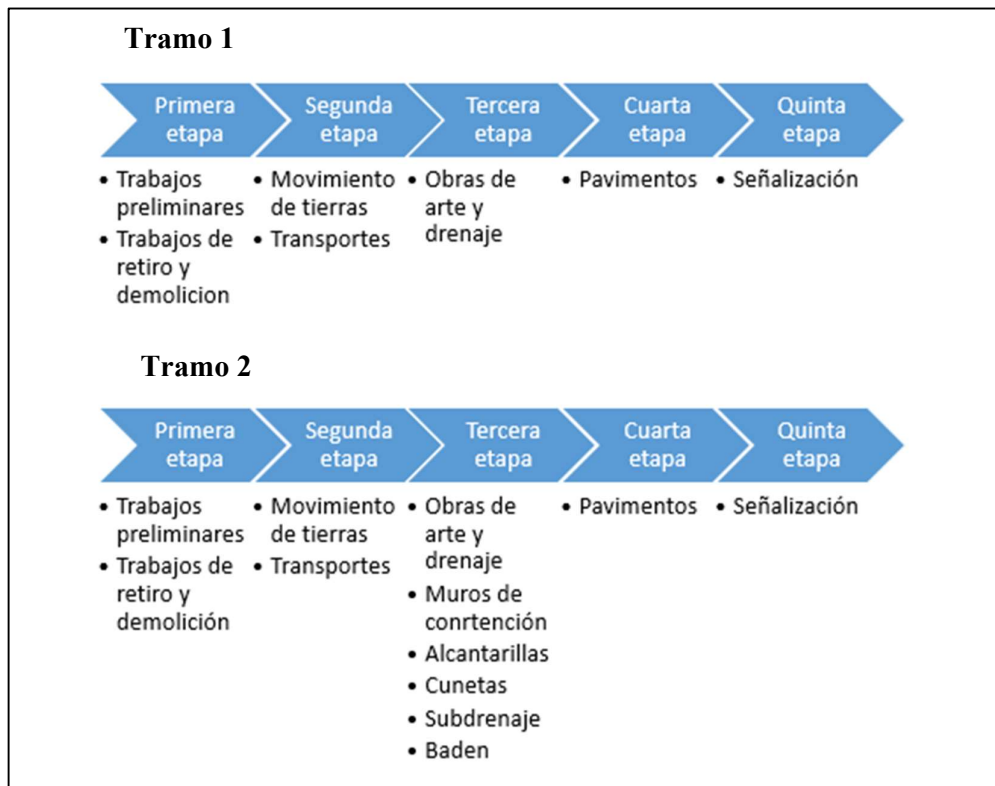 Tramo 1
Primera
etapa
Segunda
etapa
Tercera
etapa
Cuarta
etapa
Quinta
etapa
• Trabajos
preliminares
• Trabajos de
retiro y
demolicion
• Movimiento
de tierras
• Transportes
• Obras de
arte y
drenaje
• Pavimentos
• Señalización
Tramo 2
Primera
etapa
Segunda
etapa
Tercera
etapa
Cuarta
etapa
Quinta
etapa
• Trabajos
preliminares
• Trabajos de
retiro y
demolición
• Movimiento
de tierras
• Transportes
• Obras de
arte y
drenaje
• Muros de
conrtención
• Alcantarillas
• Cunetas
• Subdrenaje
• Baden
• Pavimentos
• Señalización